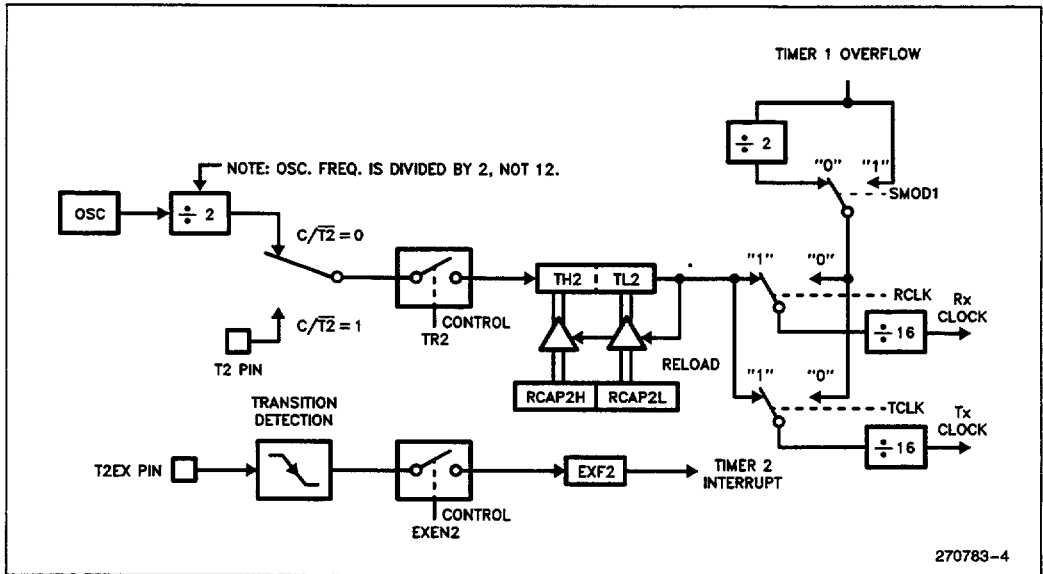 TIMER 1 OVERFLOW
÷ 2
"0" "1"
SMOD1
NOTE: OSC. FREQ. IS DIVIDED BY 2, NOT 12.
OSC
÷ 2
C/T2̅ = 0
C/T2̅ = 1
T2 PIN
CONTROL
TR2
TH2 TL2
RELOAD
RCAP2H RCAP2L
"1" "0"
RCLK
Rx
CLOCK
÷ 16
"1" "0"
TCLK
Tx
CLOCK
÷ 16
TRANSITION
DETECTION
T2EX PIN
CONTROL
EXEN2
EXF2
TIMER 2
INTERRUPT
270783-4